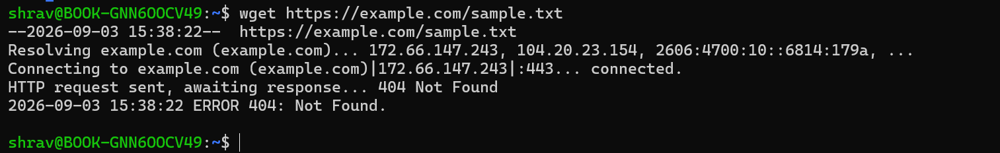 shrav@BOOK-GNN6OOCV49:~$ wget https://example.com/sample.txt
--2026-09-03 15:38:22--  https://example.com/sample.txt
Resolving example.com (example.com)... 172.66.147.243, 104.20.23.154, 2606:4700:10::6814:179a, ...
Connecting to example.com (example.com)|172.66.147.243|:443... connected.
HTTP request sent, awaiting response... 404 Not Found
2026-09-03 15:38:22 ERROR 404: Not Found.
shrav@BOOK-GNN6OOCV49:~$